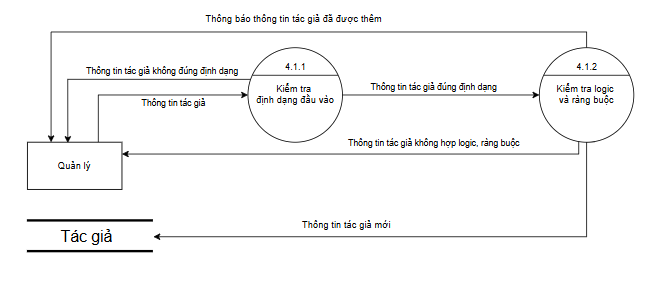 Thông báo thông tin tác giả đã được thêm
4.1.1
4.1.2
Thông tin tác giả không đúng định dạng
Kiểm tra
định dạng đầu vào
Thông tin tác giả đúng định dạng
Kiểm tra logic
và ràng buộc
Thông tin tác giả
Thông tin tác giả không hợp logic, ràng buộc
Quản lý
Thông tin tác giả mới
Tác giả